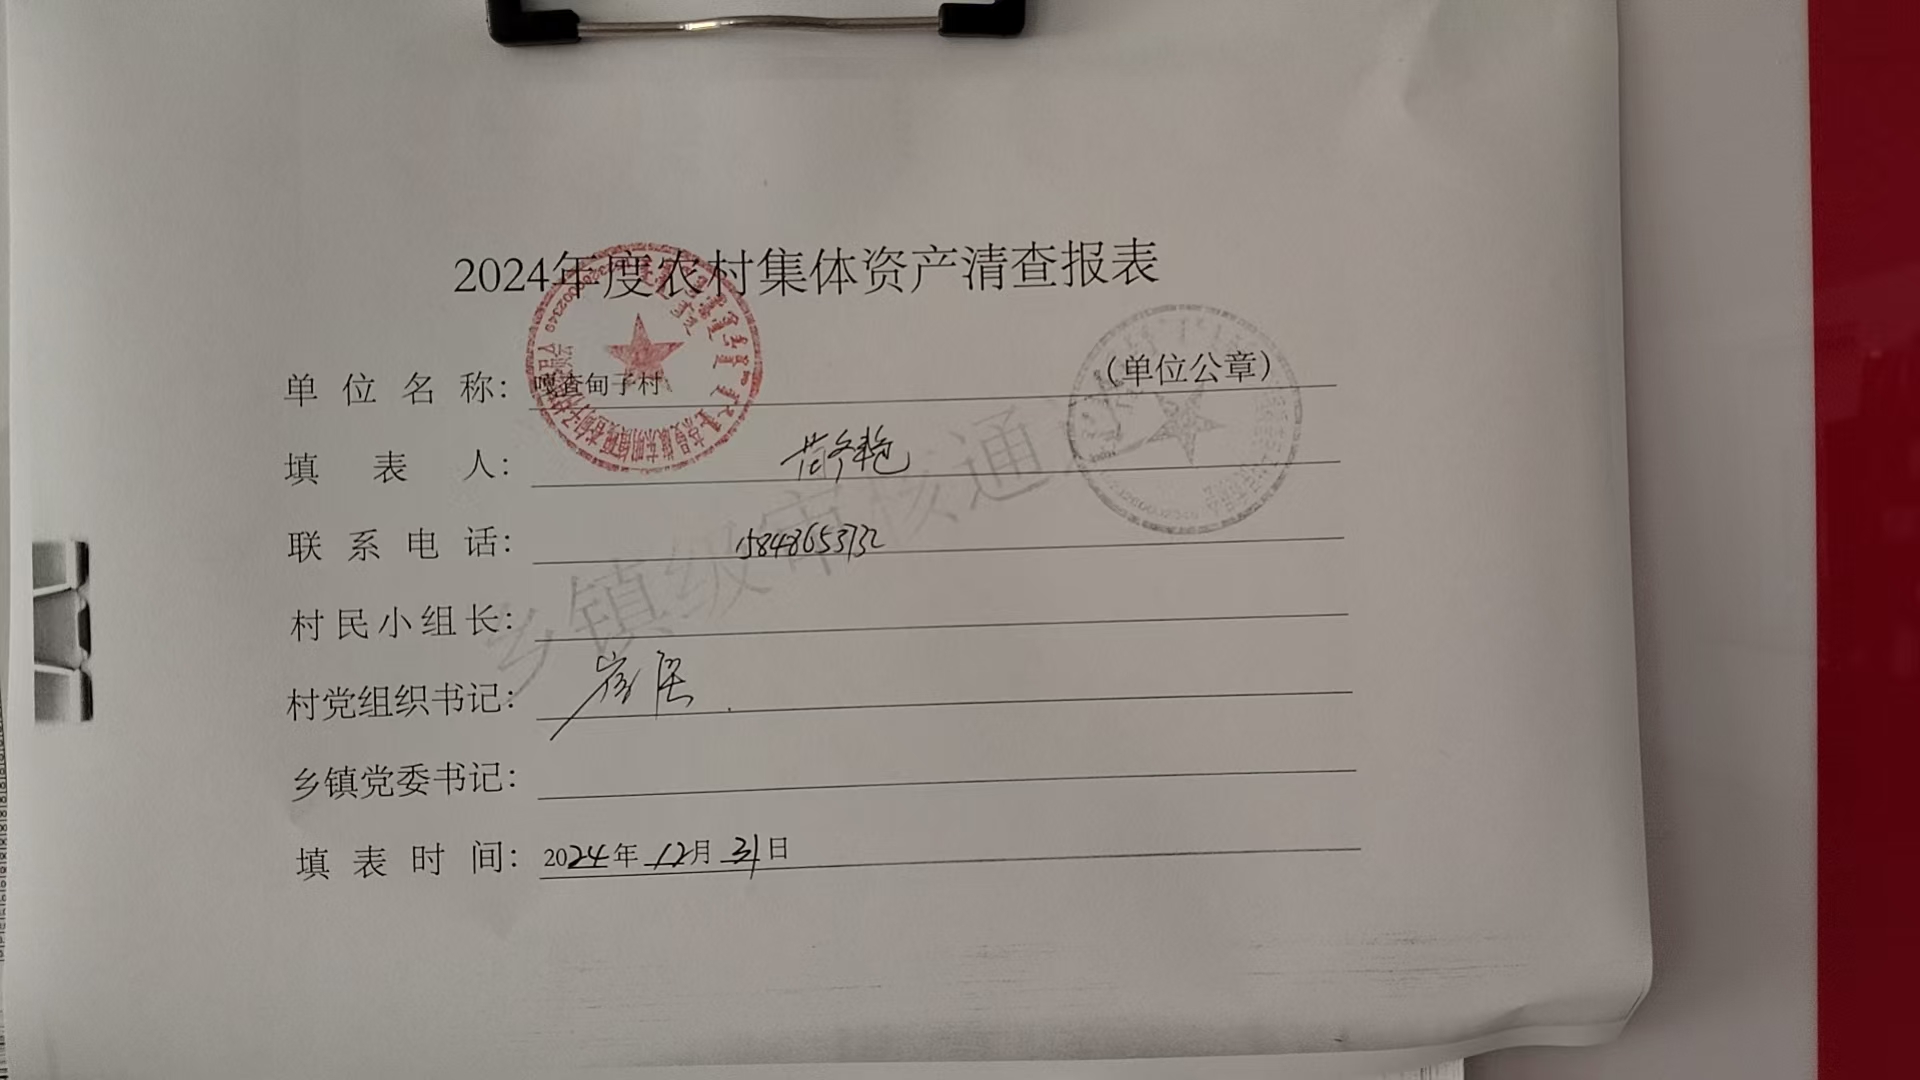 2024年度农村集体资产清查报表
单位名称：嘎查甸子村（单位公章）
填表人：
联系电话：15848653732
村民小组长：
村党组织书记：
乡镇党委书记：
填表时间：2024年12月31日
乡镇级审核通过